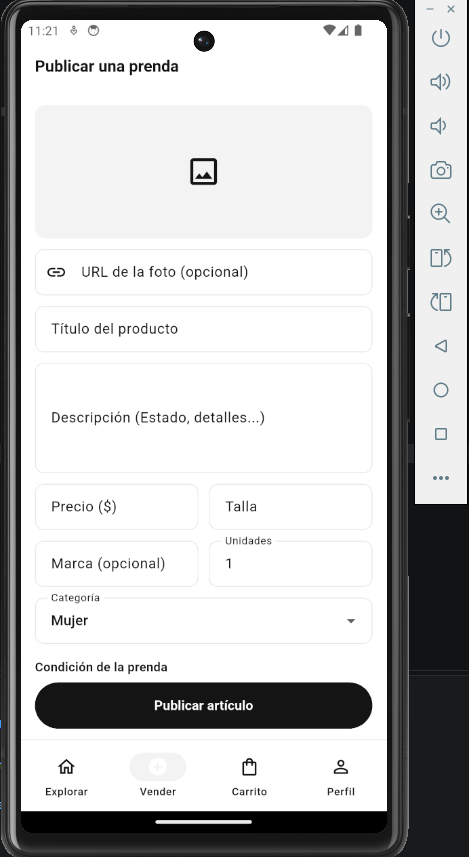 11:21
Publicar una prenda
URL de la foto (opcional)
Título del producto
Descripción (Estado, detalles...)
Precio ($)
Talla
Marca (opcional)
Unidades
1
Categoría
Mujer
Condición de la prenda
Publicar artículo
Explorar
Vender
Carrito
Perfil